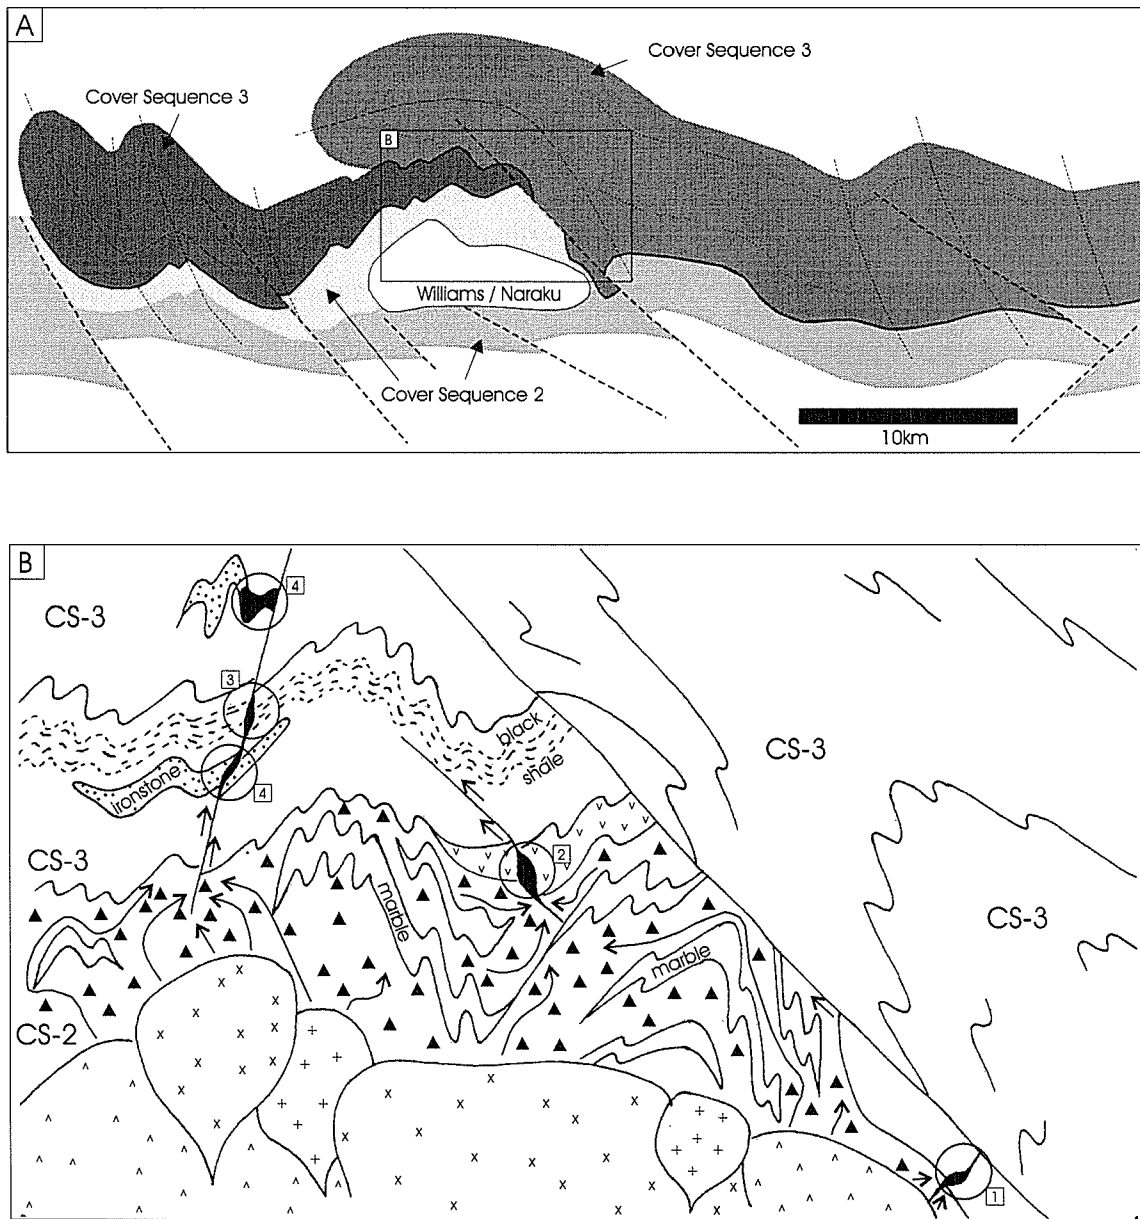 A
Cover Sequence 3
Cover Sequence 3
B
Williams / Naraku
Cover Sequence 2
10km
B
4
CS-3
3
black
shale
CS-3
ironstone
4
2
CS-3
marble
CS-3
marble
CS-2
1